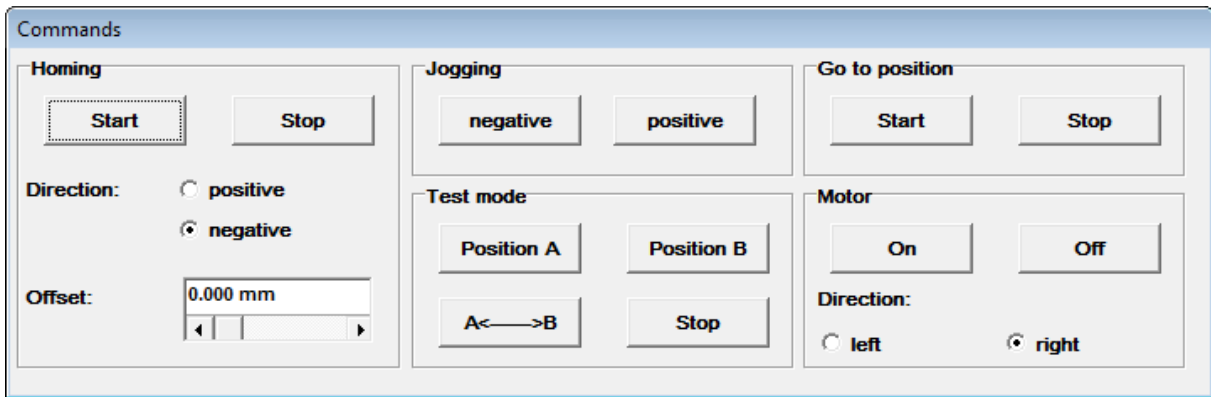 Commands
Homing
Start
Stop
Direction:
positive
negative
Offset:
0.000 mm
Jogging
negative
positive
Test mode
Position A
Position B
A<——>B
Stop
Go to position
Start
Stop
Motor
On
Off
Direction:
left
right